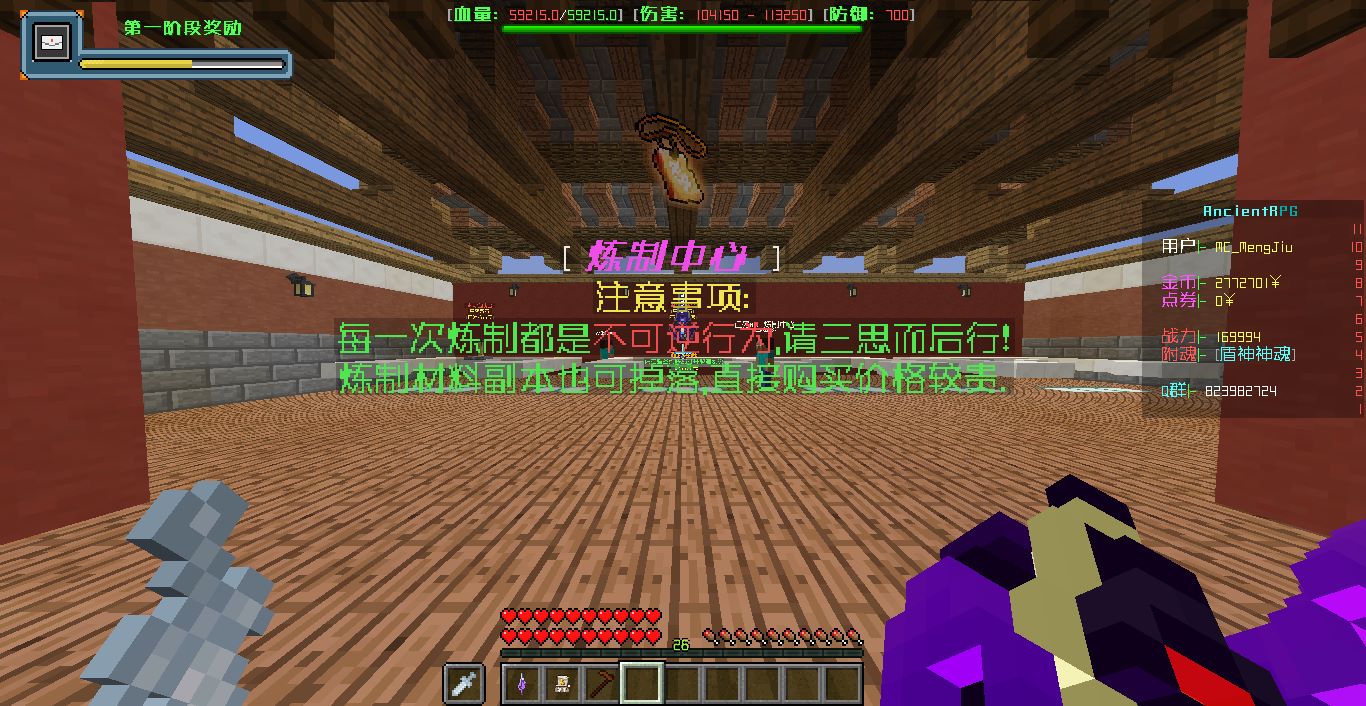 第一阶段奖励
[血量: 59215.0/59215.0] [伤害: 104150 - 113250] [防御: 700]
[ 炼制中心 ]
注意事项:
每一次炼制都是不可逆行为,请三思而后行!
炼制材料副本也可掉落,直接购买价格较贵.
AncientRPG
11
用户|- MC_MengJiu 10
9
金币|- 2772701¥ 8
点券|- 0¥ 7
6
战力|- 169994 5
附魂|- [盾神神魂] 4
3
Q群|- 823982724 2
1
26